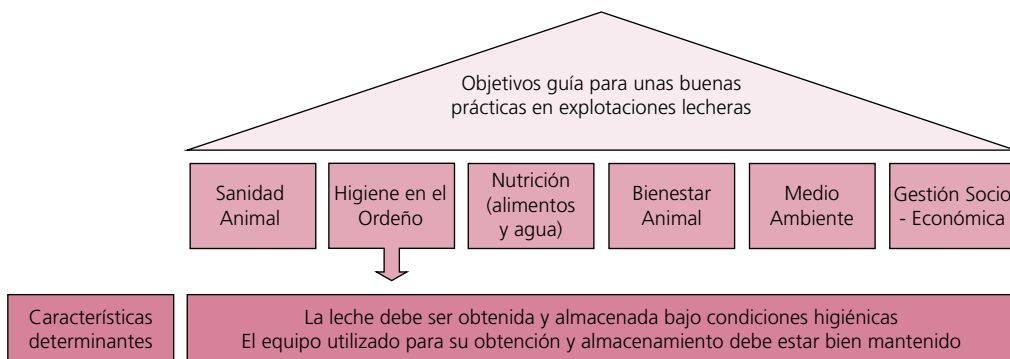 Objetivos guía para unas buenas
prácticas en explotaciones lecheras
Sanidad
Animal
Higiene en el
Ordeño
Nutrición
(alimentos
y agua)
Bienestar
Animal
Medio
Ambiente
Gestión Socio
- Económica
Características
determinantes
La leche debe ser obtenida y almacenada bajo condiciones higiénicas
El equipo utilizado para su obtención y almacenamiento debe estar bien mantenido